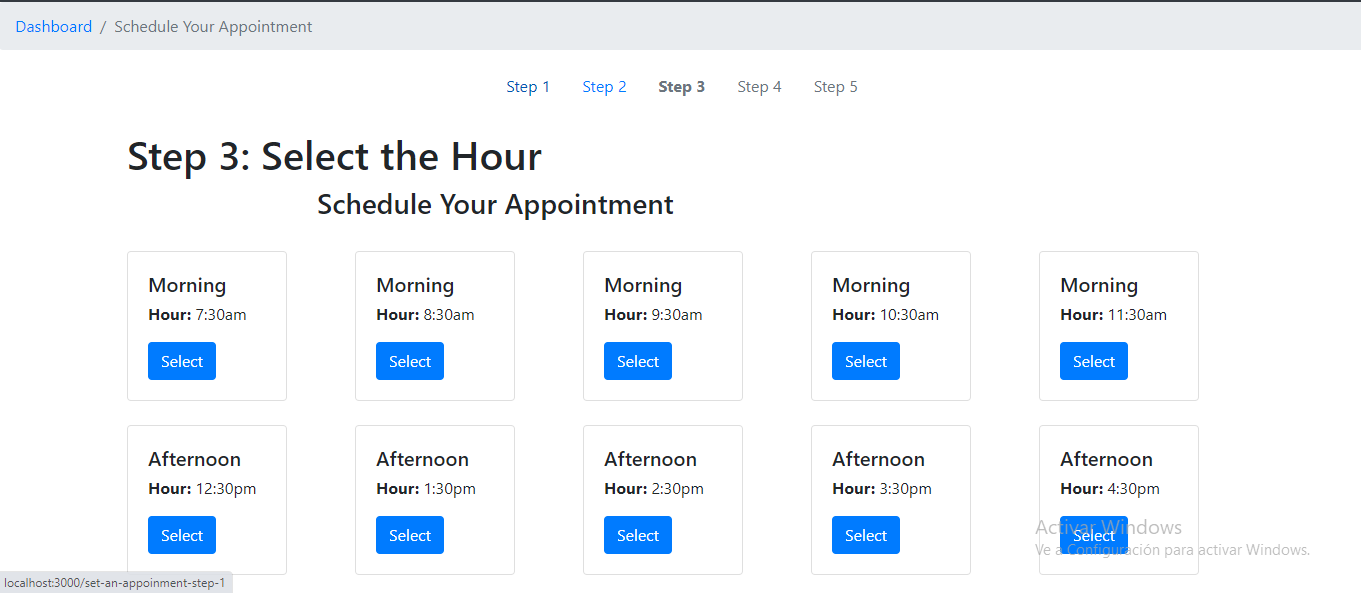 Dashboard / Schedule Your Appointment
Step 1 Step 2 Step 3 Step 4 Step 5
Step 3: Select the Hour
Schedule Your Appointment
Morning Morning Morning Morning Morning
Hour: 7:30am Hour: 8:30am Hour: 9:30am Hour: 10:30am Hour: 11:30am
Select Select Select Select Select
Afternoon Afternoon Afternoon Afternoon Afternoon
Hour: 12:30pm Hour: 1:30pm Hour: 2:30pm Hour: 3:30pm Hour: 4:30pm
Select Select Select Select Select
Activar Windows
Ve a Configuración para activar Windows.
localhost:3000/set-an-appoinment-step-1